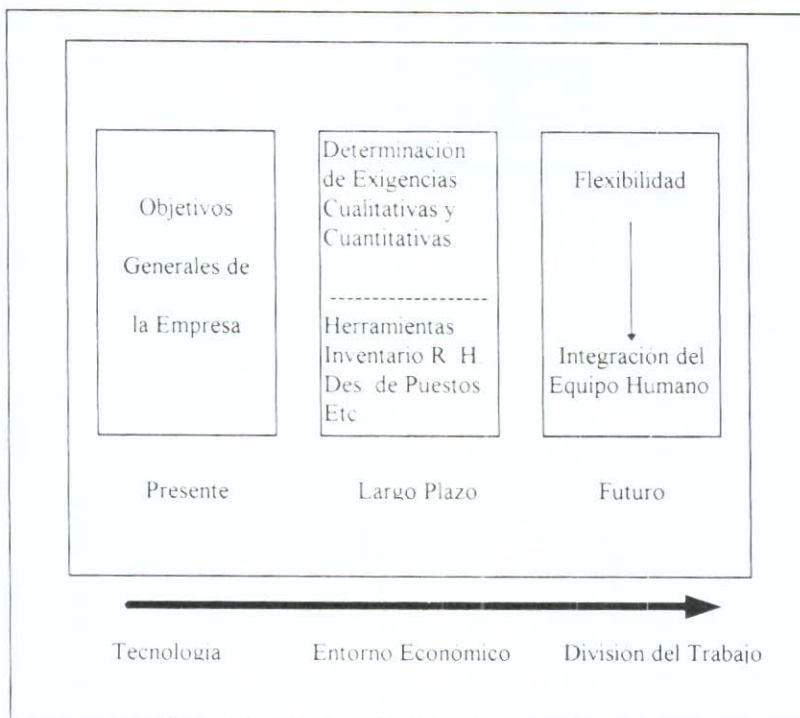 Objetivos
Generales de
la Empresa
Determinación
de Exigencias
Cualitativas y
Cuantitativas
Herramientas
Inventario R H
Des de Puestos
Etc
Flexibilidad
Integración del
Equipo Humano
Presente
Largo Plazo
Futuro
Tecnologia
Entorno Económico
Division del Trabajo